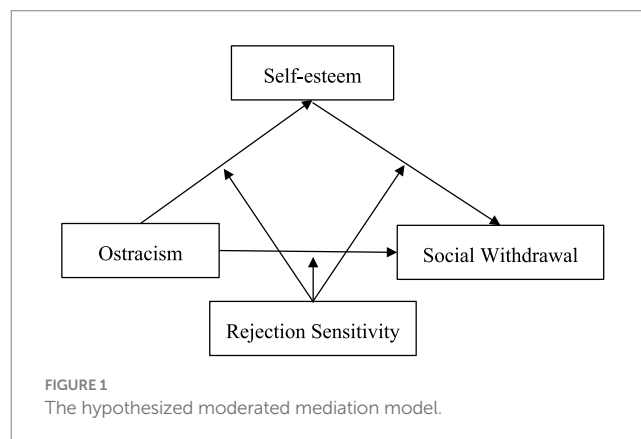 Self-esteem
Ostracism
Social Withdrawal
Rejection Sensitivity
FIGURE 1
The hypothesized moderated mediation model.